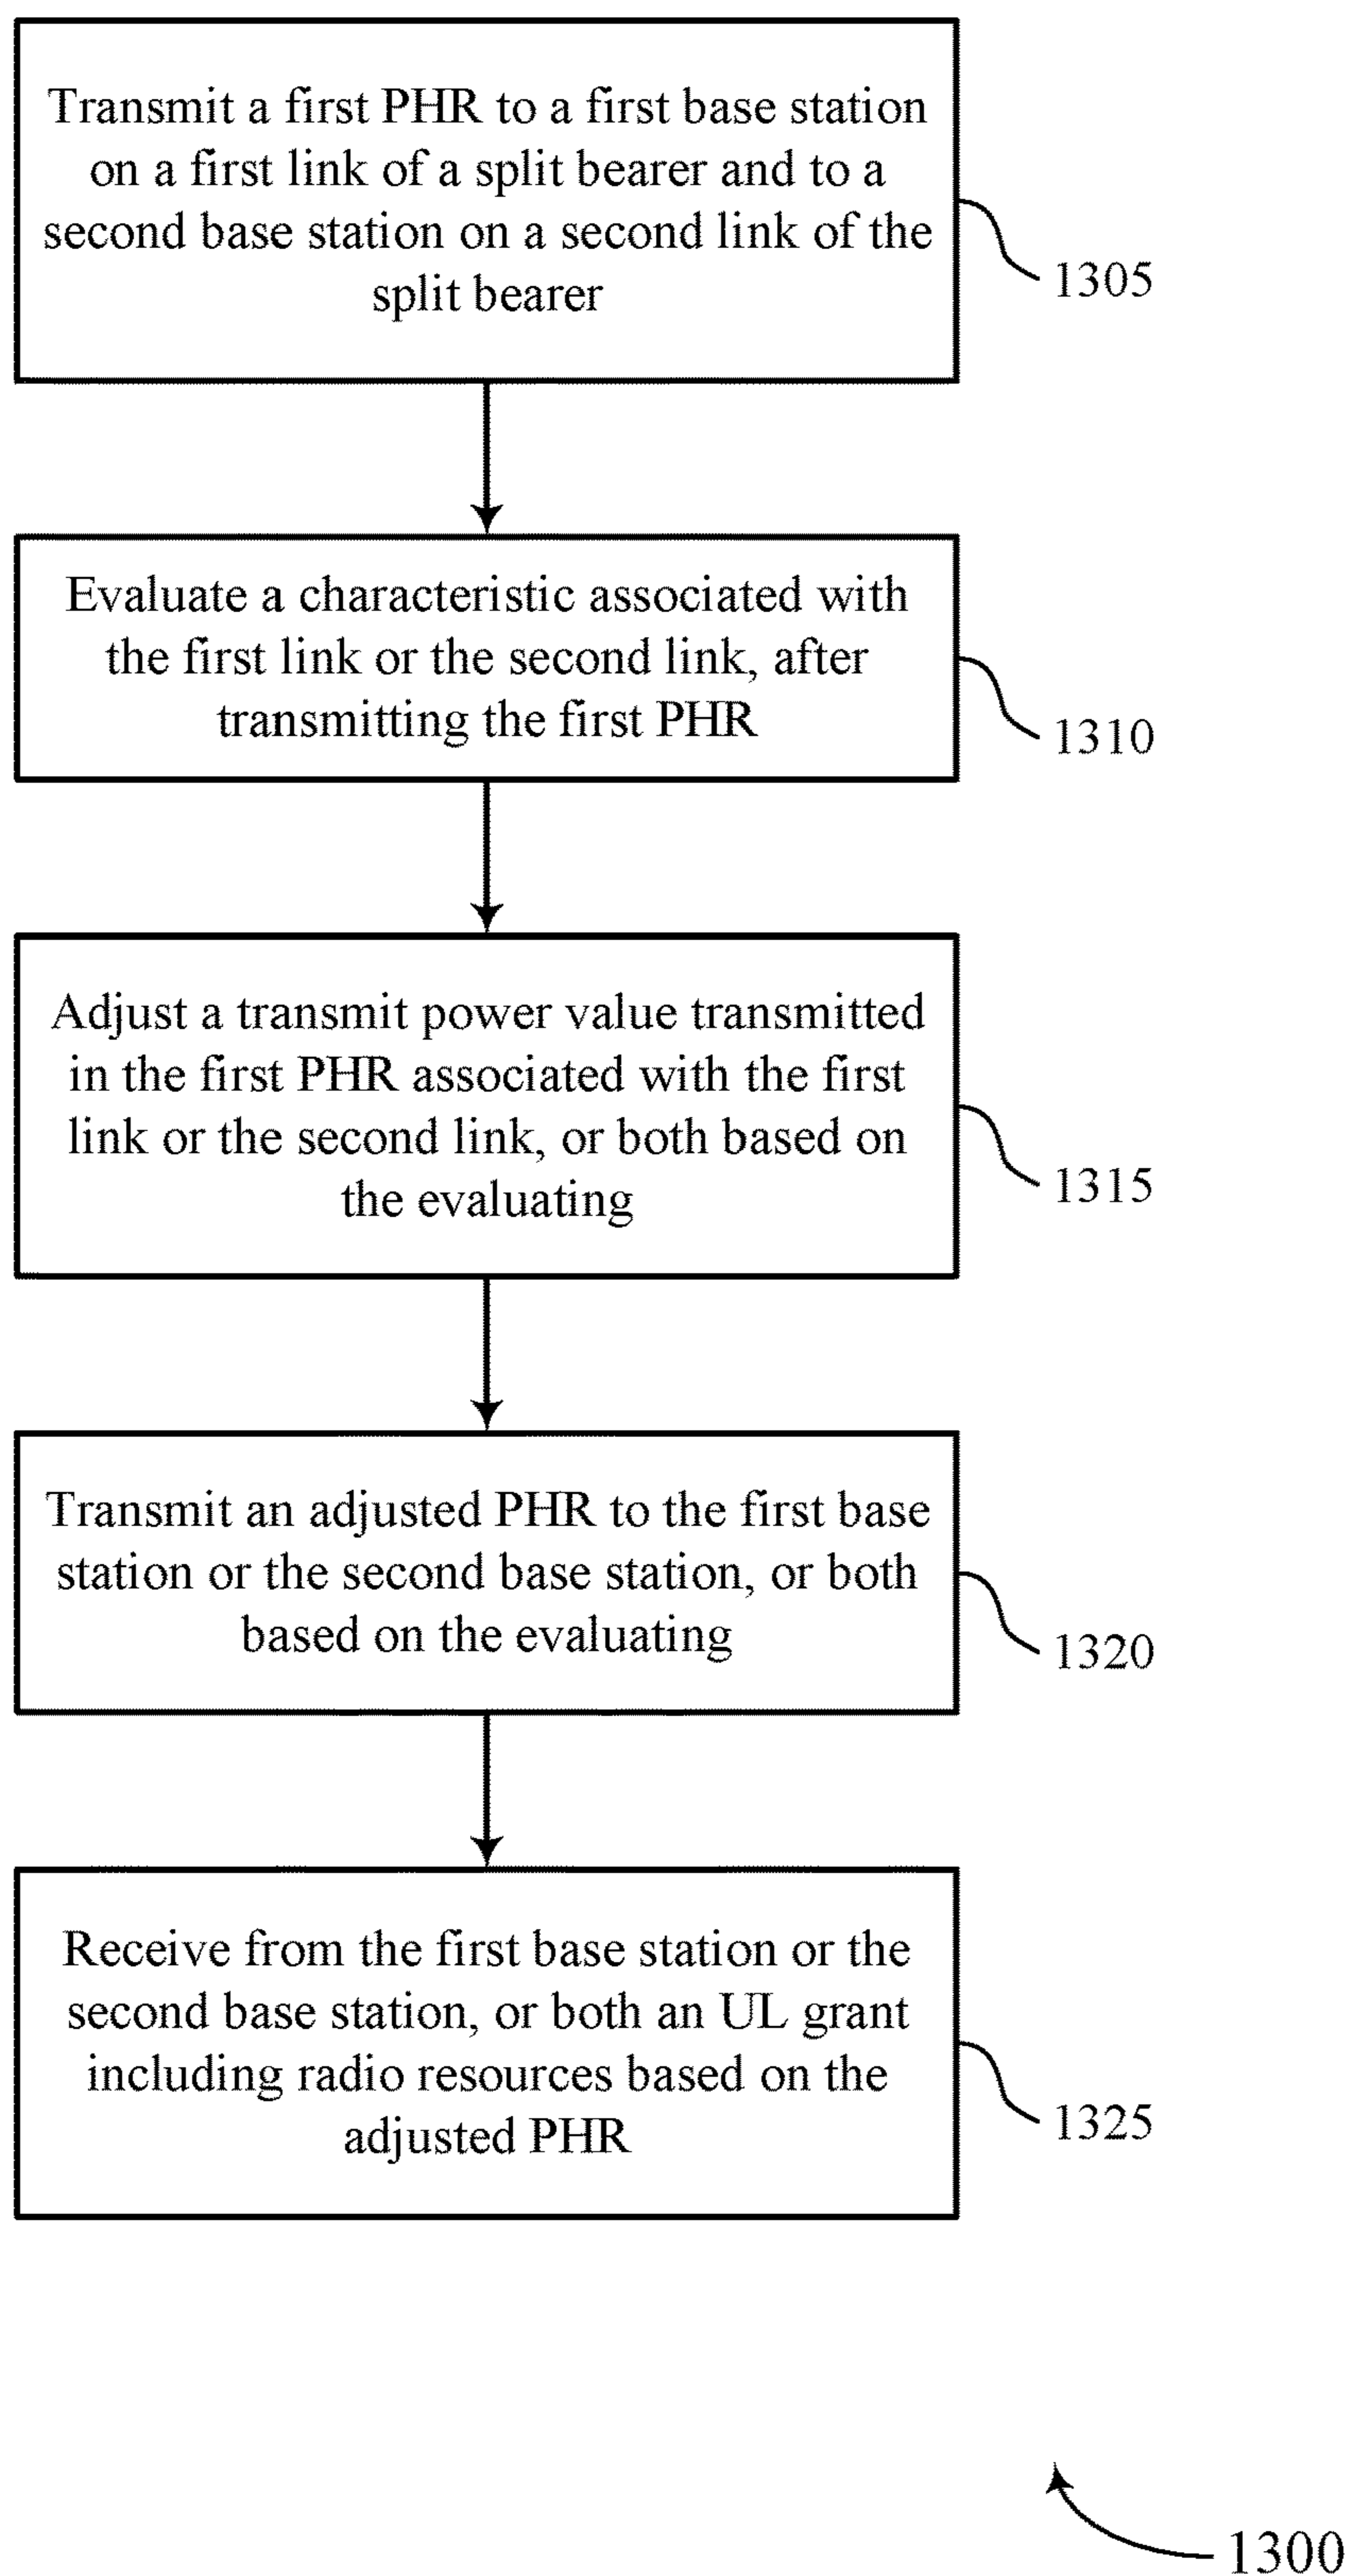 Transmit a first PHR to a first base station
on a first link of a split bearer and to a
second base station on a second link of the
split bearer
1305
Evaluate a characteristic associated with
the first link or the second link, after
transmitting the first PHR
1310
Adjust a transmit power value transmitted
in the first PHR associated with the first
link or the second link, or both based on
the evaluating
1315
Transmit an adjusted PHR to the first base
station or the second base station, or both
based on the evaluating
1320
Receive from the first base station or the
second base station, or both an UL grant
including radio resources based on the
adjusted PHR
1325
1300